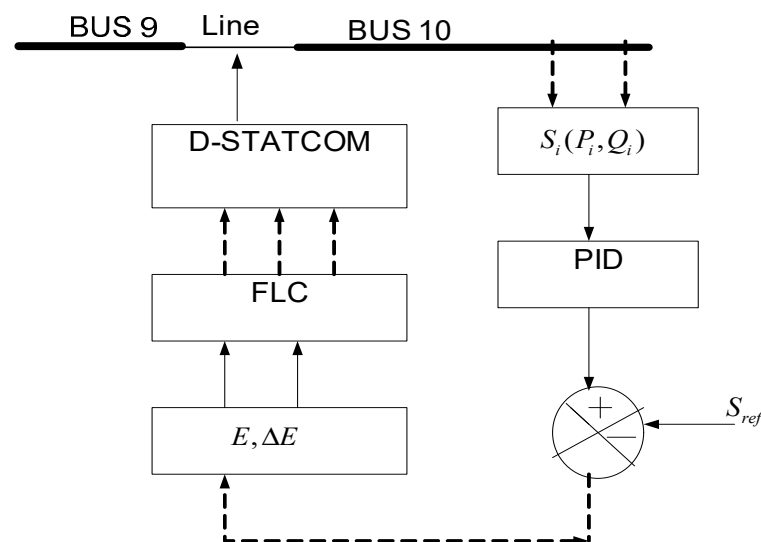 BUS 9
Line
BUS 10
D-STATCOM
S_i(P_i,Q_i)
FLC
PID
E,ΔE
+
−
S_ref